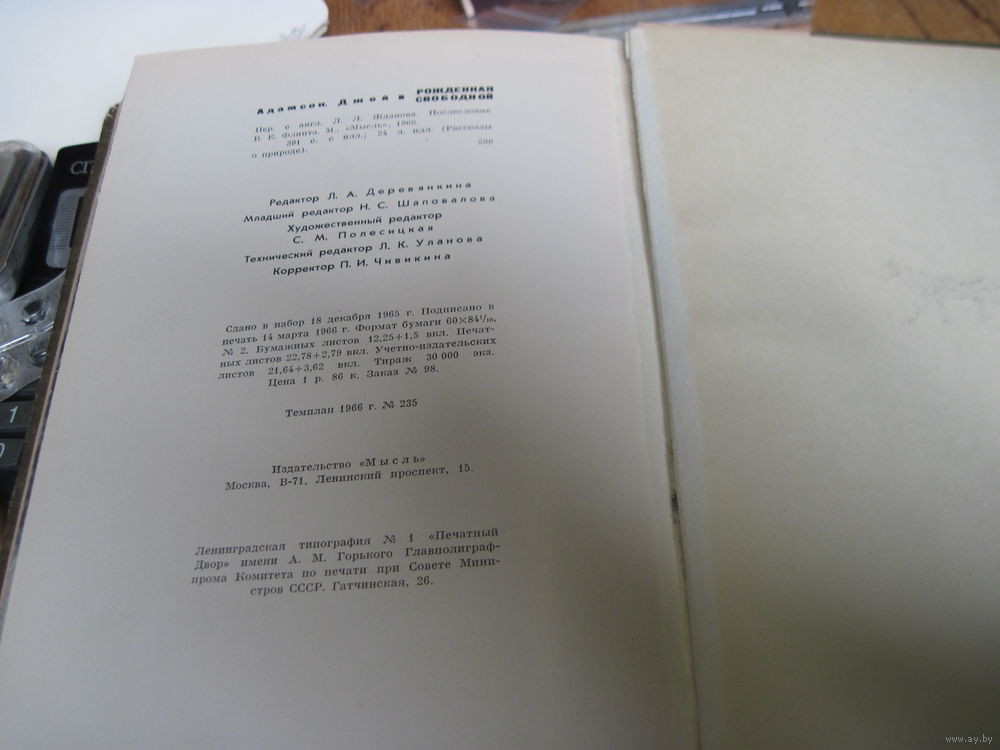 Адамсон, Джой
РОЖДЕННАЯ
СВОБОДНОЙ
Пер. с англ. Л. Л. Жданова. Послесловие
В. Е. Флинта. М., «Мысль», 1966.
391 с. с илл.; 24 л. илл. (Рассказы
о природе). 596
Редактор Л. А. Деревянкина
Младший редактор Н. С. Шаповалова
Художественный редактор
С. М. Полесицкая
Технический редактор Л. К. Уланова
Корректор П. И. Чивикина
Сдано в набор 18 декабря 1965 г. Подписано в
печать 14 марта 1966 г. Формат бумаги 60×84¹/₁₆,
№ 2. Бумажных листов 12,25+1,5 вкл. Печат-
ных листов 22,78+2,79 вкл. Учетно-издательских
листов 21,64+3,62 вкл. Тираж 30 000 экз.
Цена 1 р. 86 к. Заказ № 98.
Темплан 1966 г. № 235
Издательство «Мысль»
Москва, В-71, Ленинский проспект, 15.
Ленинградская типография № 1 «Печатный
Двор» имени А. М. Горького Главполиграф-
прома Комитета по печати при Совете Мини-
стров СССР. Гатчинская, 26.
1
www.ay.by